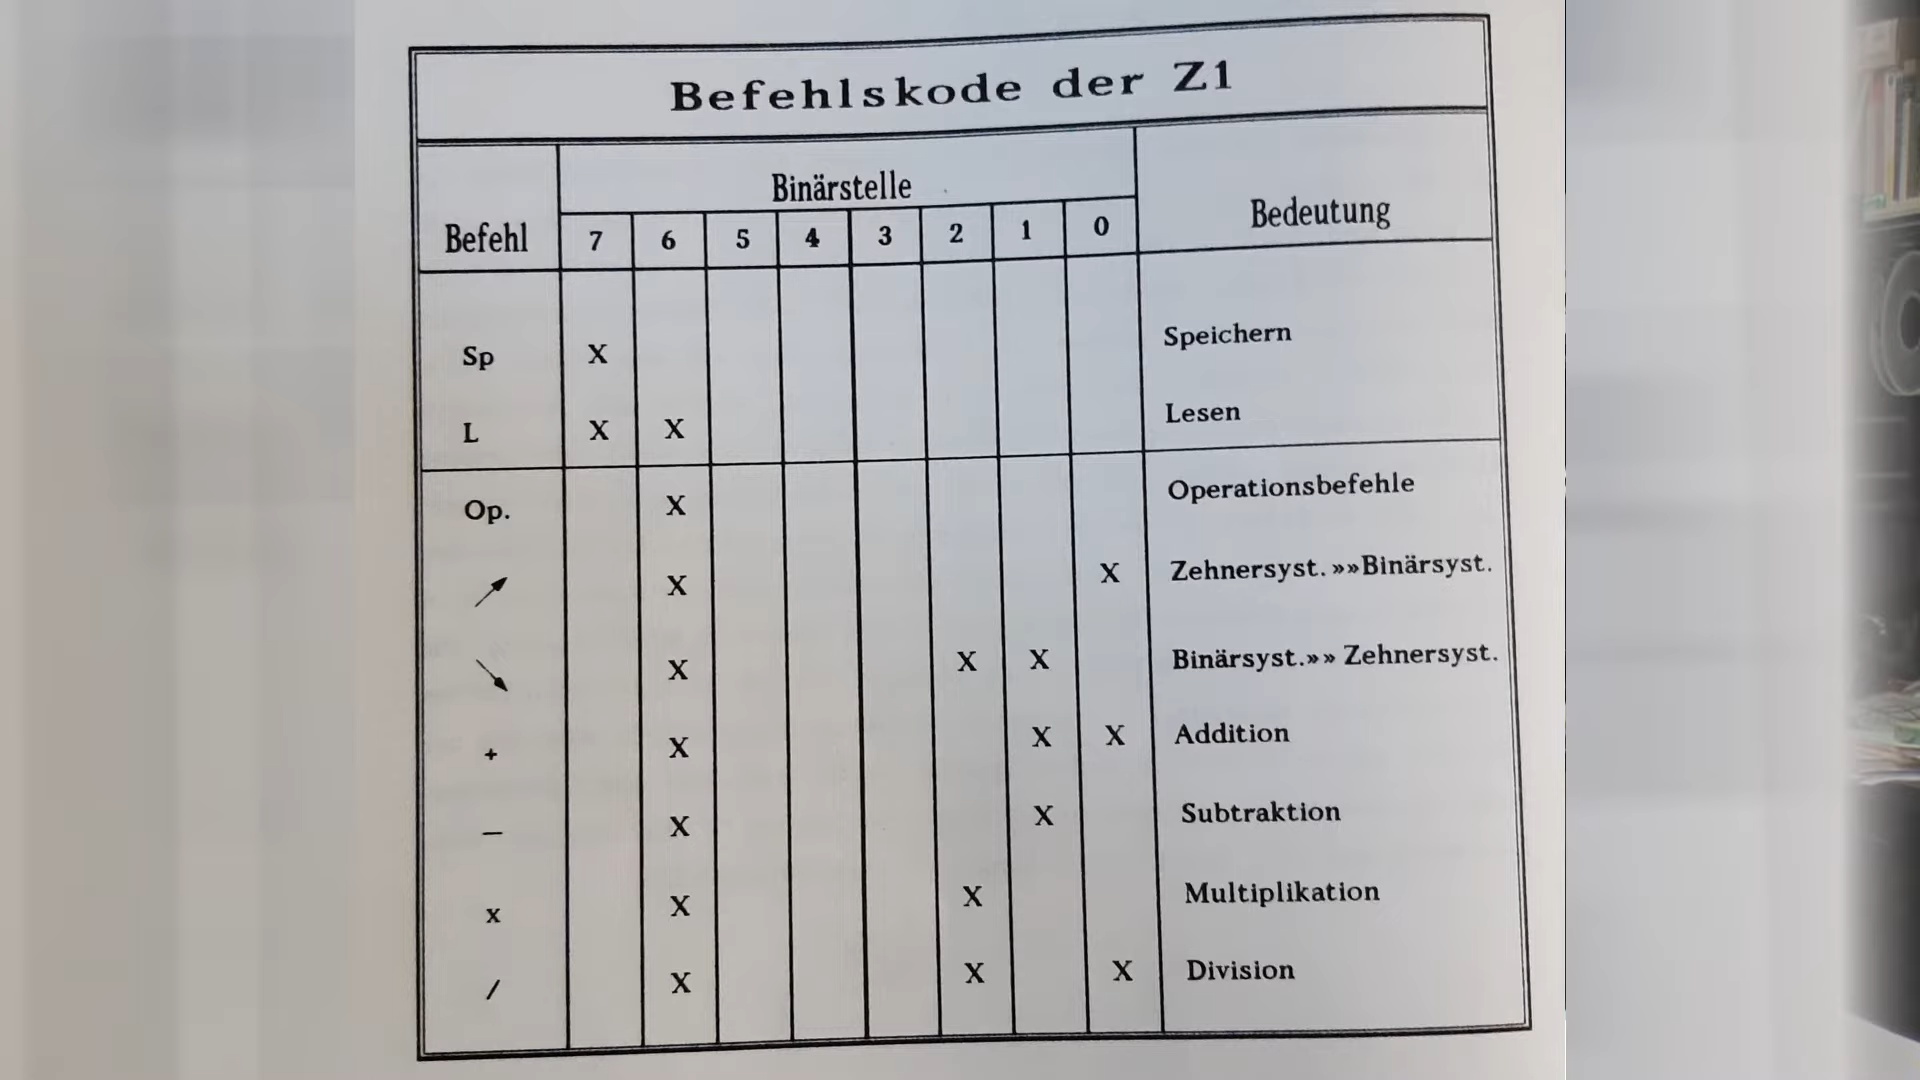 Befehlskode der Z1
Befehl Binärstelle Bedeutung
7 6 5 4 3 2 1 0
Sp X Speichern
L X X Lesen
Op. X Operationsbefehle
↗ X X Zehnersyst. »»Binärsyst.
↘ X X X Binärsyst.»» Zehnersyst.
+ X X X Addition
— X X Subtraktion
x X X Multiplikation
/ X X X Division